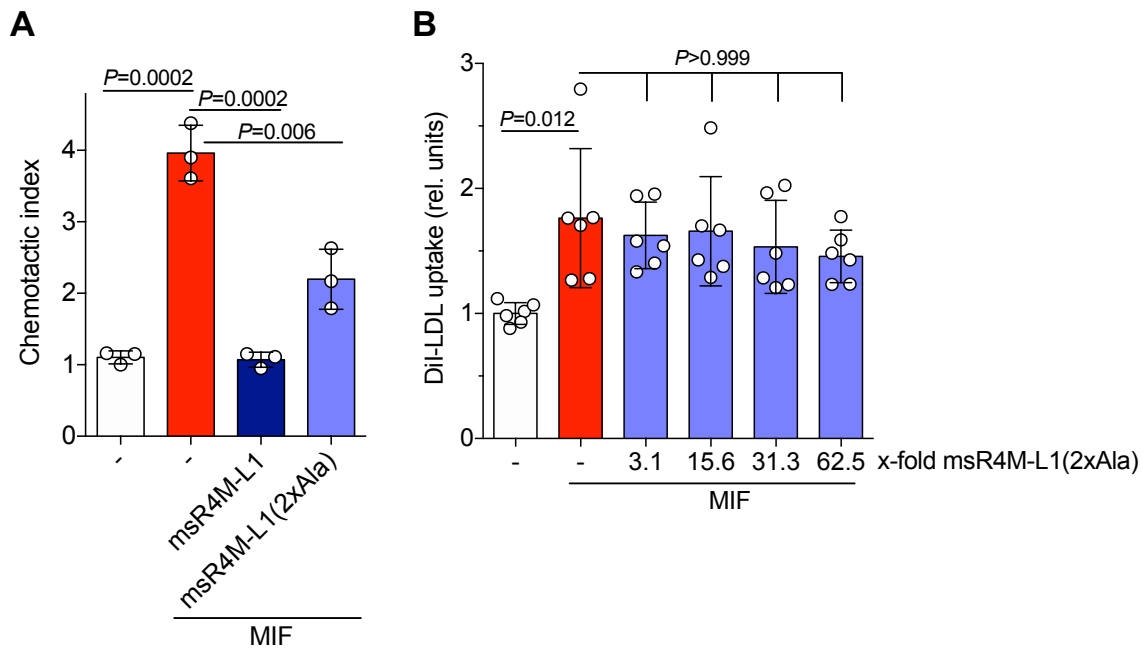 A
P=0.0002
P=0.0002
P=0.006
Chemotactic index
4
3
2
1
0
-
-
msR4M-L1
msR4M-L1(2xAla)
MIF
B
P>0.999
P=0.012
DiI-LDL uptake (rel. units)
3
2
1
0
- - 3.1 15.6 31.3 62.5 x-fold msR4M-L1(2xAla)
MIF